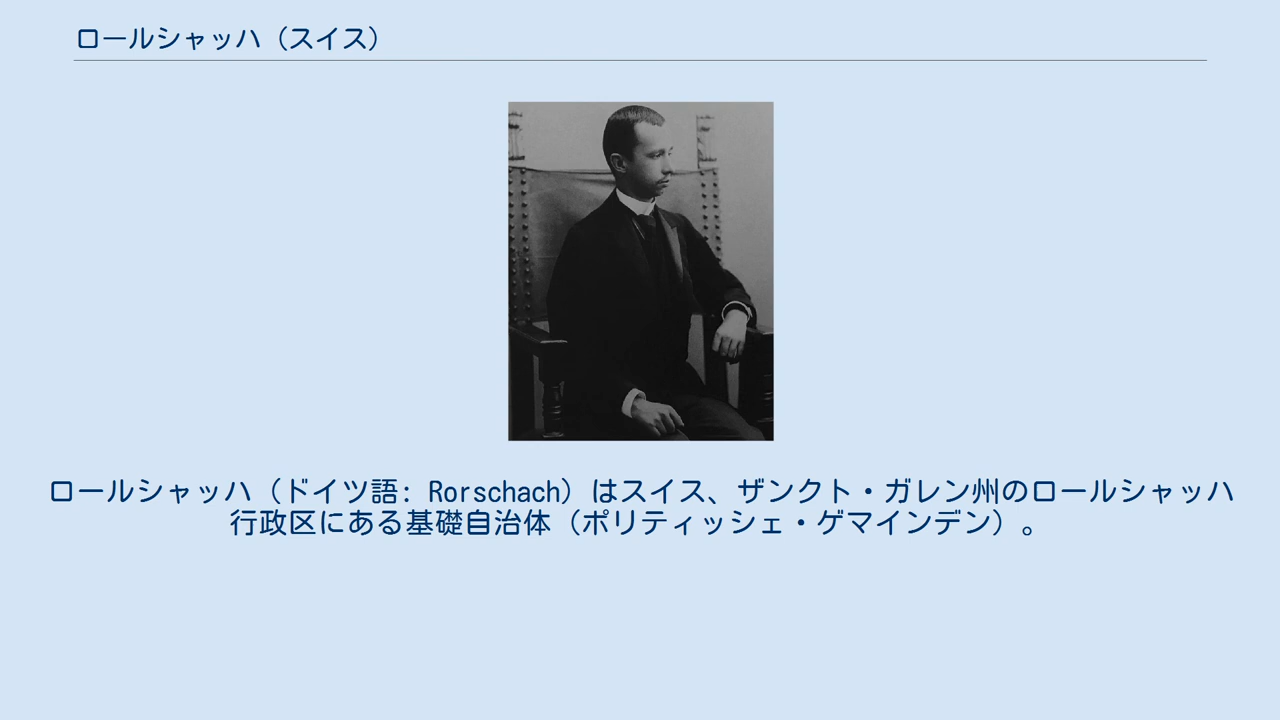 ロールシャッハ（スイス）
ロールシャッハ（ドイツ語: Rorschach）はスイス、ザンクト・ガレン州のロールシャッハ
行政区にある基礎自治体（ポリティッシェ・ゲマインデン）。